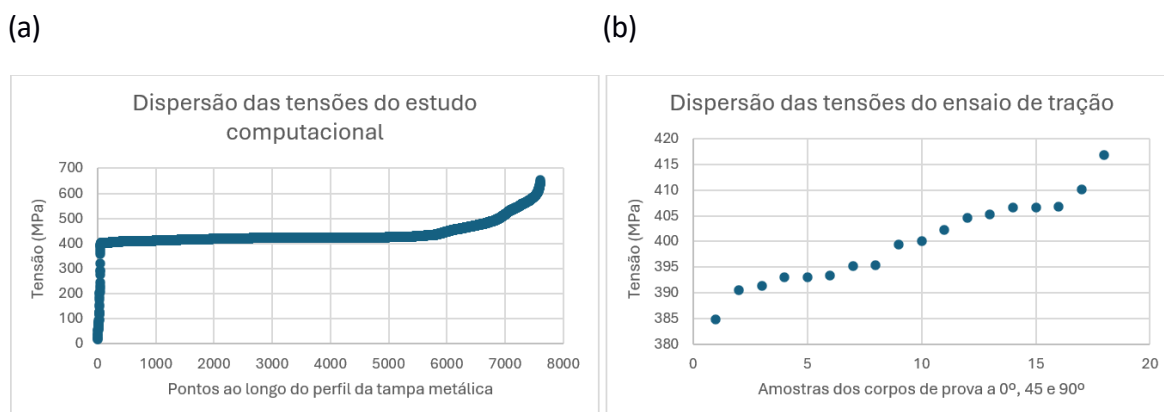 (a)
(b)
Dispersão das tensões do estudo
computacional
Tensão (MPa)
700
600
500
400
300
200
100
0
0 1000 2000 3000 4000 5000 6000 7000 8000
Pontos ao longo do perfil da tampa metálica
Dispersão das tensões do ensaio de tração
Tensão (MPa)
420
415
410
405
400
395
390
385
380
0 5 10 15 20
Amostras dos corpos de prova a 0º, 45 e 90º